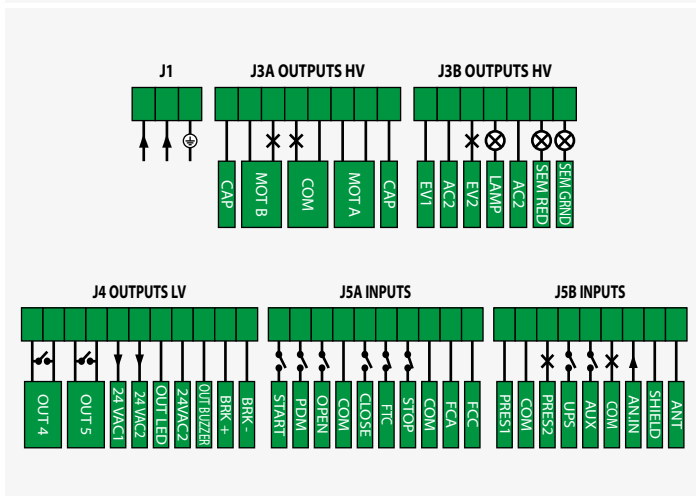 J1
J3A OUTPUTS HV
J3B OUTPUTS HV
CAP
MOT B
COM
MOT A
CAP
EV1
AC2
EV2
LAMP
AC2
SEM RED
SEM GRND
J4 OUTPUTS LV
J5A INPUTS
J5B INPUTS
OUT 4
OUT 5
24 VAC1
24 VAC2
OUT LED
24VAC2
OUT BUZZER
BRK +
BRK -
START
PDM
OPEN
COM
CLOSE
FTC
STOP
COM
FCA
FCC
PRES1
COM
PRES2
UPS
AUX
COM
AN.IN
SHIELD
ANT